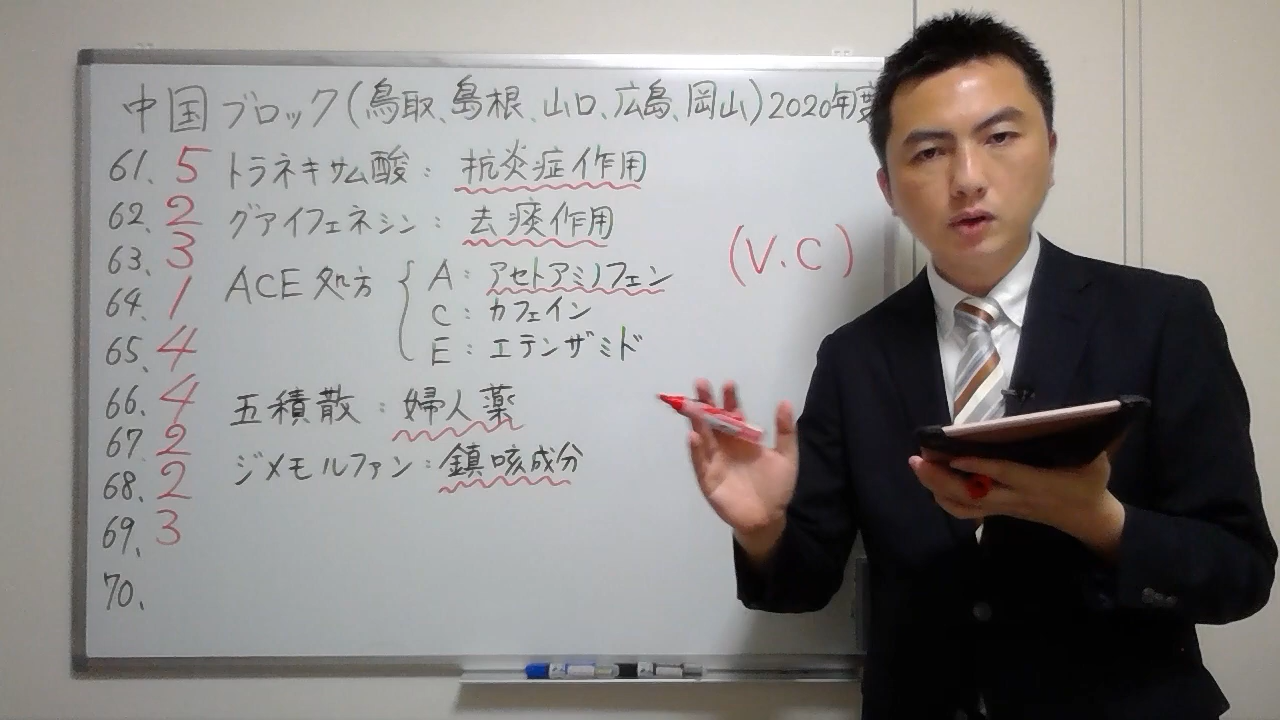 中国ブロック(鳥取、島根、山口、広島、岡山)2020年度
61. 5 トラネキサム酸:抗炎症作用
62. 2 グアイフェネシン:去痰作用
63. 3
ACE処方 A:アセトアミノフェン (V.C)
64. 1 C:カフェイン
65. 4 E:エテンザミド
66. 4 五積散:婦人薬
67. 2
68. 2 ジメモルファン:鎮咳成分
69. 3
70.